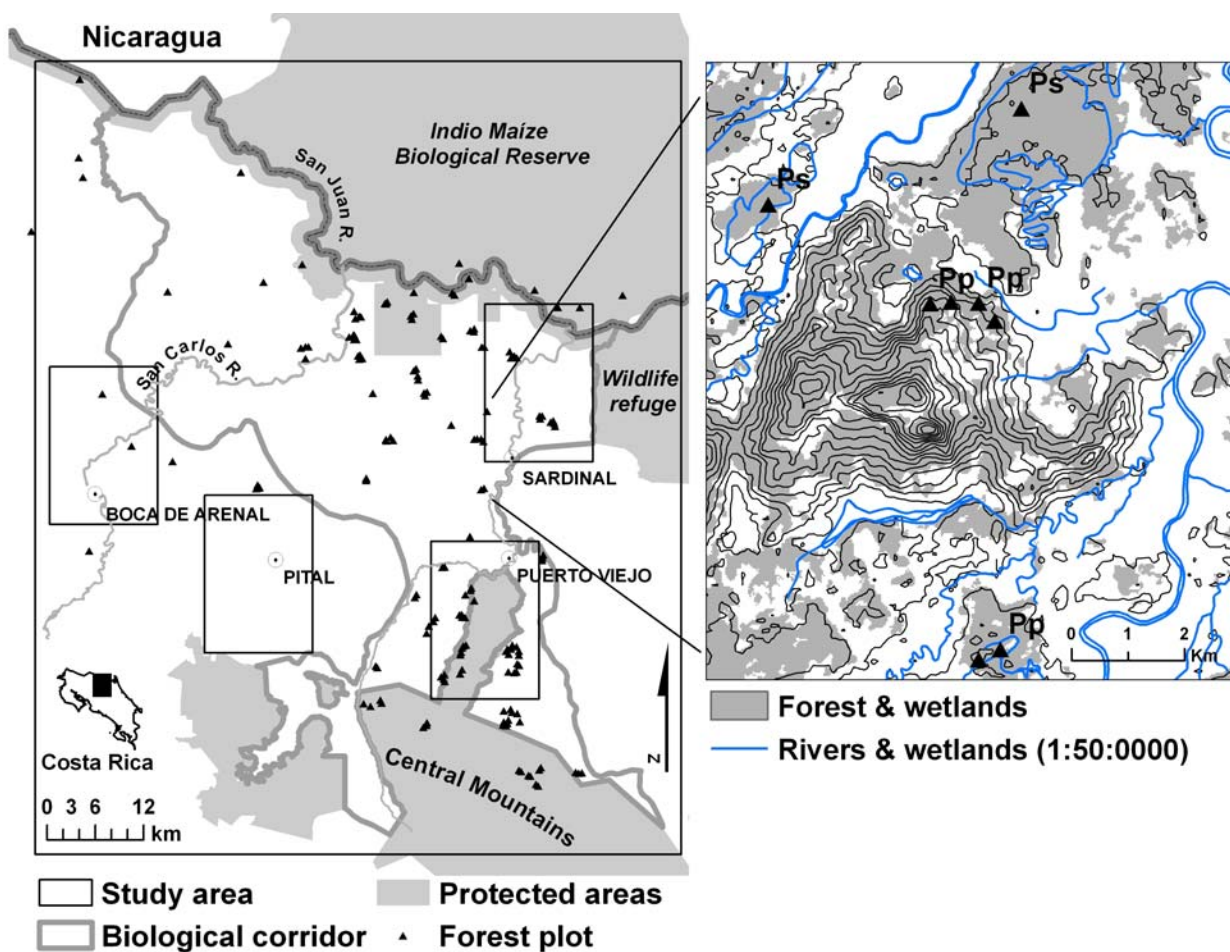 Nicaragua
Indio Maíze
Biological Reserve
San Juan R.
San Carlos R.
Wildlife
refuge
SARDINAL
BOCA DE ARENAL
PITAL
PUERTO VIEJO
Costa Rica
Central Mountains
N
0 3 6 12
km
Study area
Protected areas
Biological corridor
Forest plot
Ps
Ps
Pp Pp
Pp
0 1 2
Km
Forest & wetlands
Rivers & wetlands (1:50:0000)